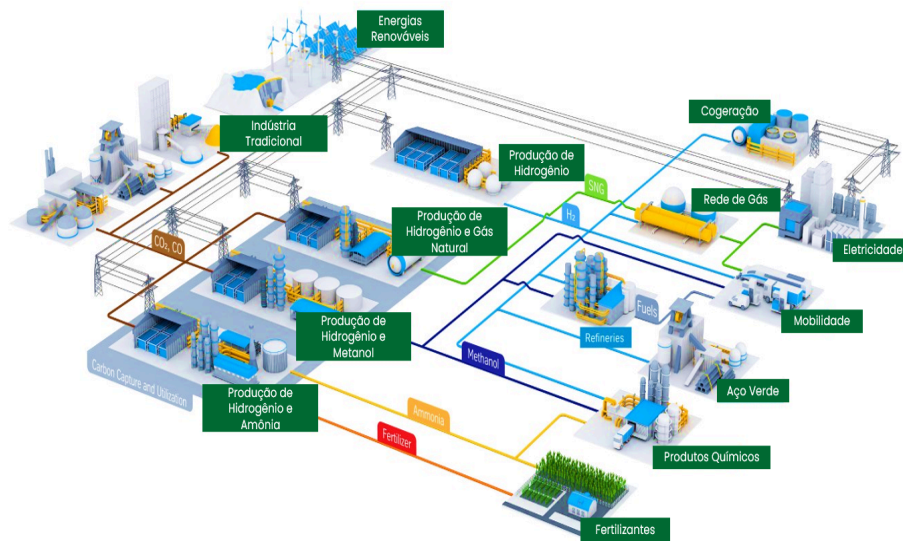 Energias
Renováveis
Cogeração
Indústria
Tradicional
Produção de
Hidrogênio
SNG
Rede de Gás
H₂
Produção de
Hidrogênio e Gás
Natural
CO₂, CO
Eletricidade
Fuels
Mobilidade
Produção de
Hidrogênio e
Metanol
Refineries
Methanol
Carbon Capture and Utilization
Aço Verde
Produção de
Hidrogênio e
Amônia
Ammonia
Fertilizer
Produtos Químicos
Fertilizantes